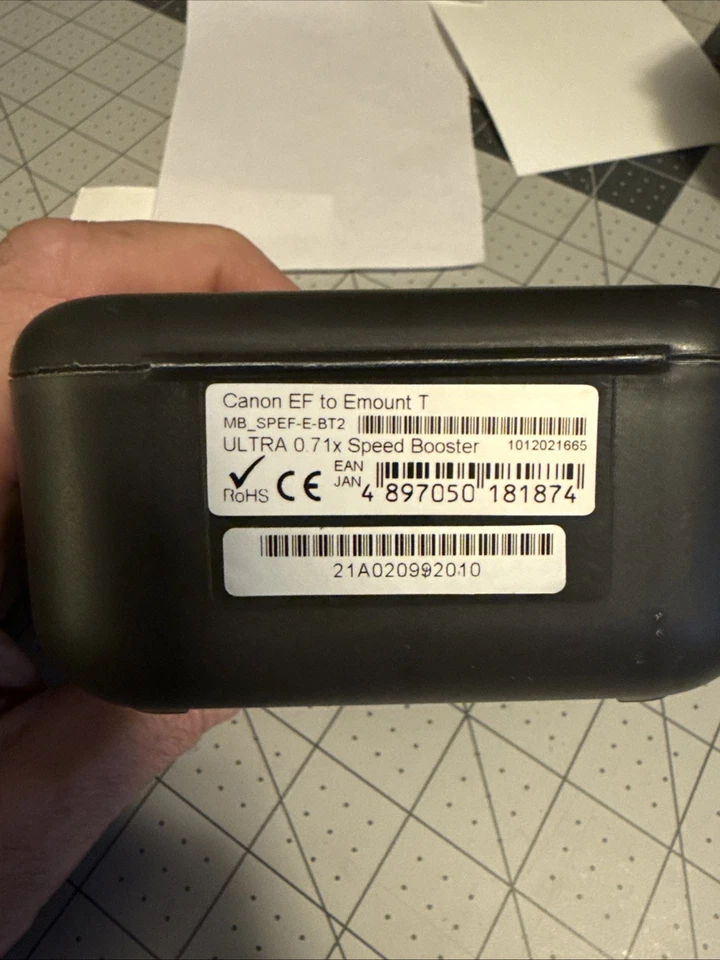 Canon EF to Emount T
MB_SPEF-E-BT2
ULTRA 0.71x Speed Booster 1012021665
RoHS CE EAN
JAN 4 897050 181874
21A020992010